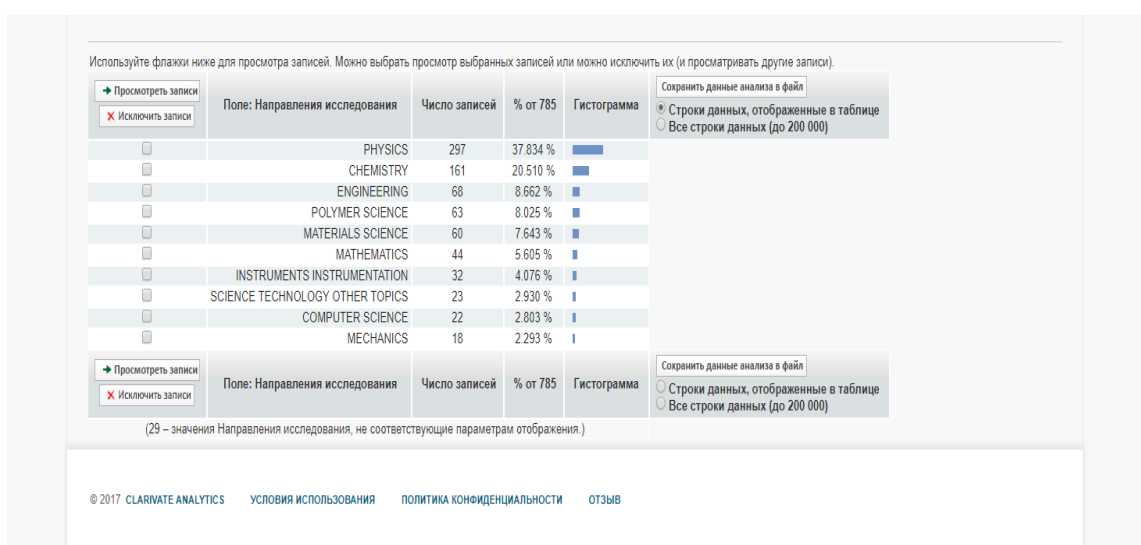 Используйте флажки ниже для просмотра записей. Можно выбрать просмотр выбранных записей или можно исключить их (и просматривать другие записи).
Просмотреть записи
Исключить записи
Поле: Направления исследования Число записей % от 785 Гистограмма
Сохранить данные анализа в файл
Строки данных, отображенные в таблице
Все строки данных (до 200 000)
PHYSICS 297 37.834 %
CHEMISTRY 161 20.510 %
ENGINEERING 68 8.662 %
POLYMER SCIENCE 63 8.025 %
MATERIALS SCIENCE 60 7.643 %
MATHEMATICS 44 5.605 %
INSTRUMENTS INSTRUMENTATION 32 4.076 %
SCIENCE TECHNOLOGY OTHER TOPICS 23 2.930 %
COMPUTER SCIENCE 22 2.803 %
MECHANICS 18 2.293 %
Просмотреть записи
Исключить записи
Поле: Направления исследования Число записей % от 785 Гистограмма
Сохранить данные анализа в файл
Строки данных, отображенные в таблице
Все строки данных (до 200 000)
(29 – значения Направления исследования, не соответствующие параметрам отображения.)
© 2017 CLARIVATE ANALYTICS УСЛОВИЯ ИСПОЛЬЗОВАНИЯ ПОЛИТИКА КОНФИДЕНЦИАЛЬНОСТИ ОТЗЫВ